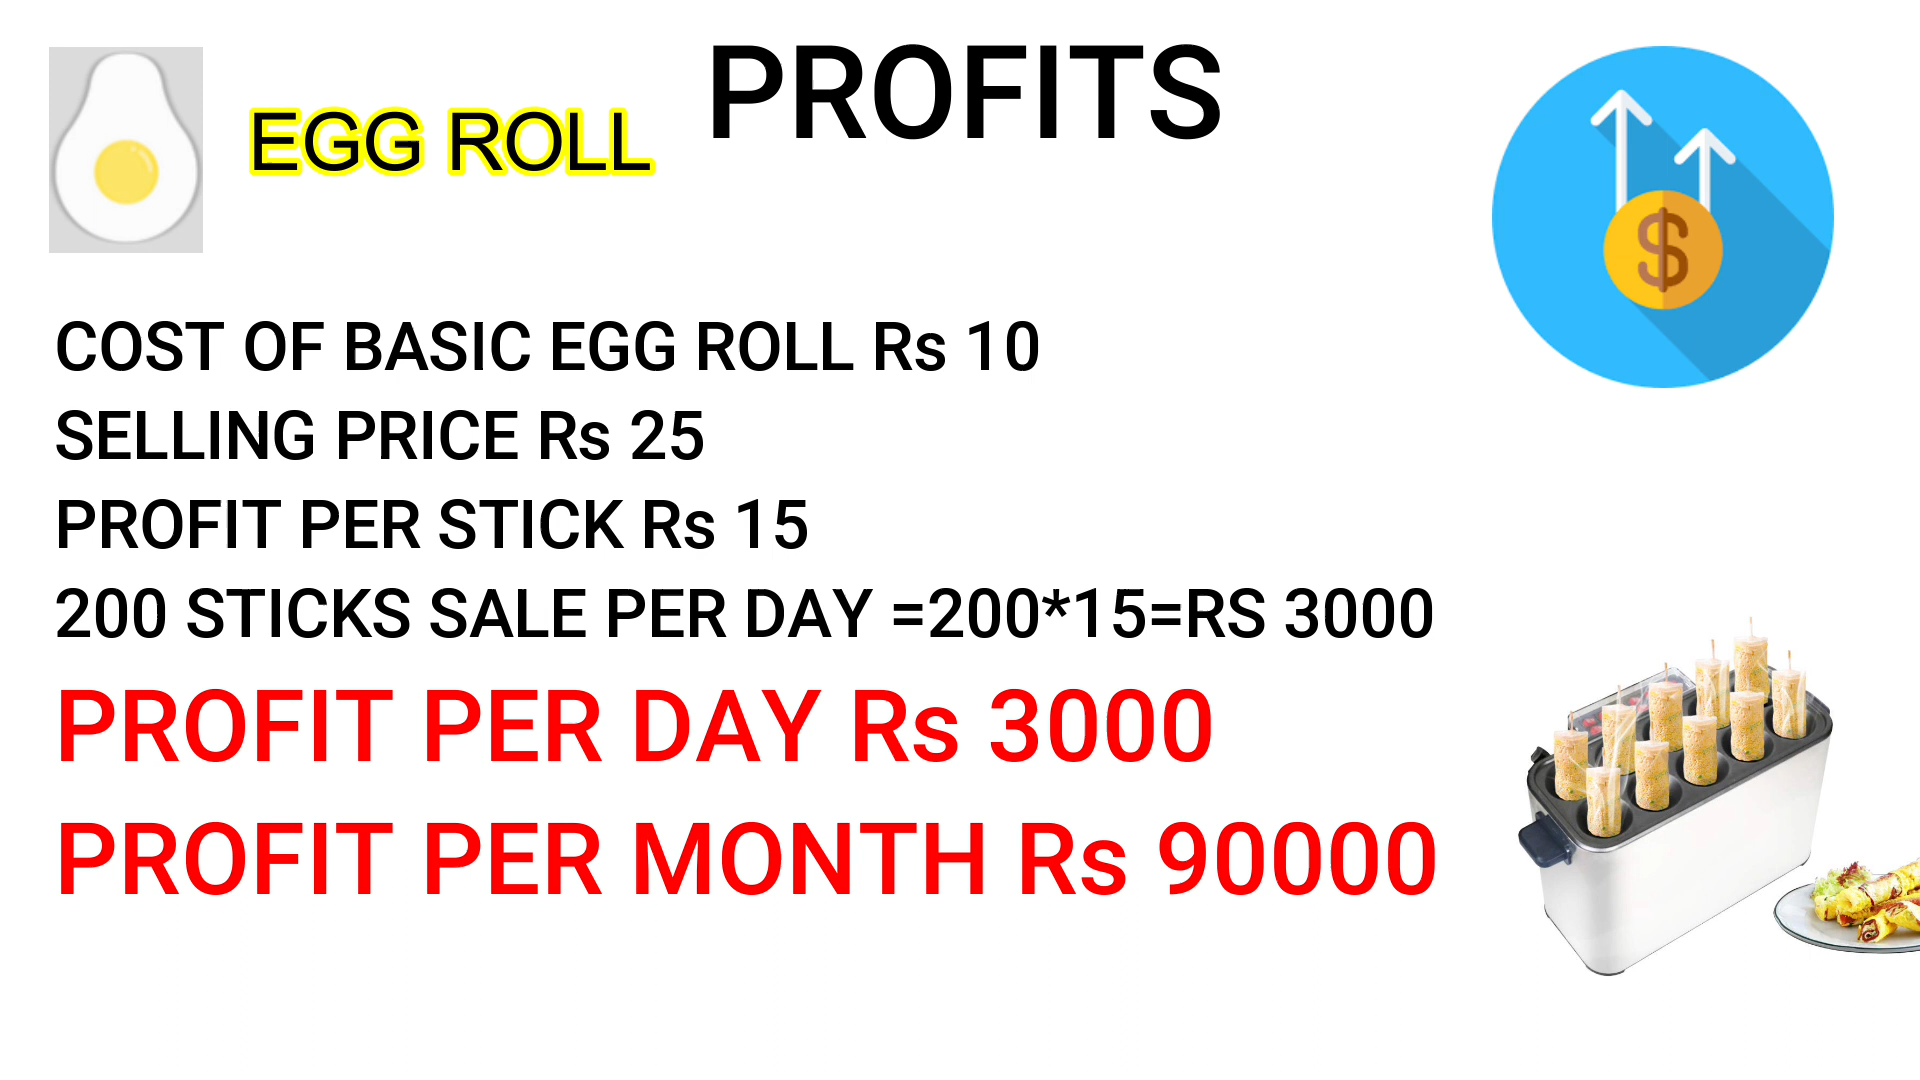 PROFITS
EGG ROLL
COST OF BASIC EGG ROLL Rs 10
SELLING PRICE Rs 25
PROFIT PER STICK Rs 15
200 STICKS SALE PER DAY =200*15=RS 3000
PROFIT PER DAY Rs 3000
PROFIT PER MONTH Rs 90000
$